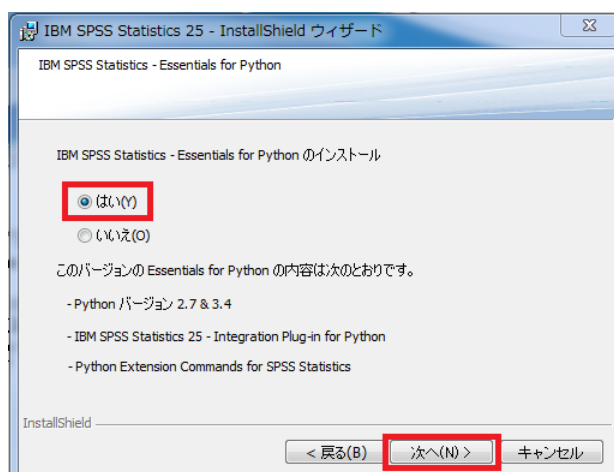 IBM SPSS Statistics 25 - InstallShield ウィザード
IBM SPSS Statistics - Essentials for Python
IBM SPSS Statistics - Essentials for Python のインストール
はい(Y)
いいえ(O)
このバージョンの Essentials for Python の内容は次のとおりです。
- Python バージョン 2.7 & 3.4
- IBM SPSS Statistics 25 - Integration Plug-in for Python
- Python Extension Commands for SPSS Statistics
InstallShield
< 戻る(B) 次へ(N) > キャンセル